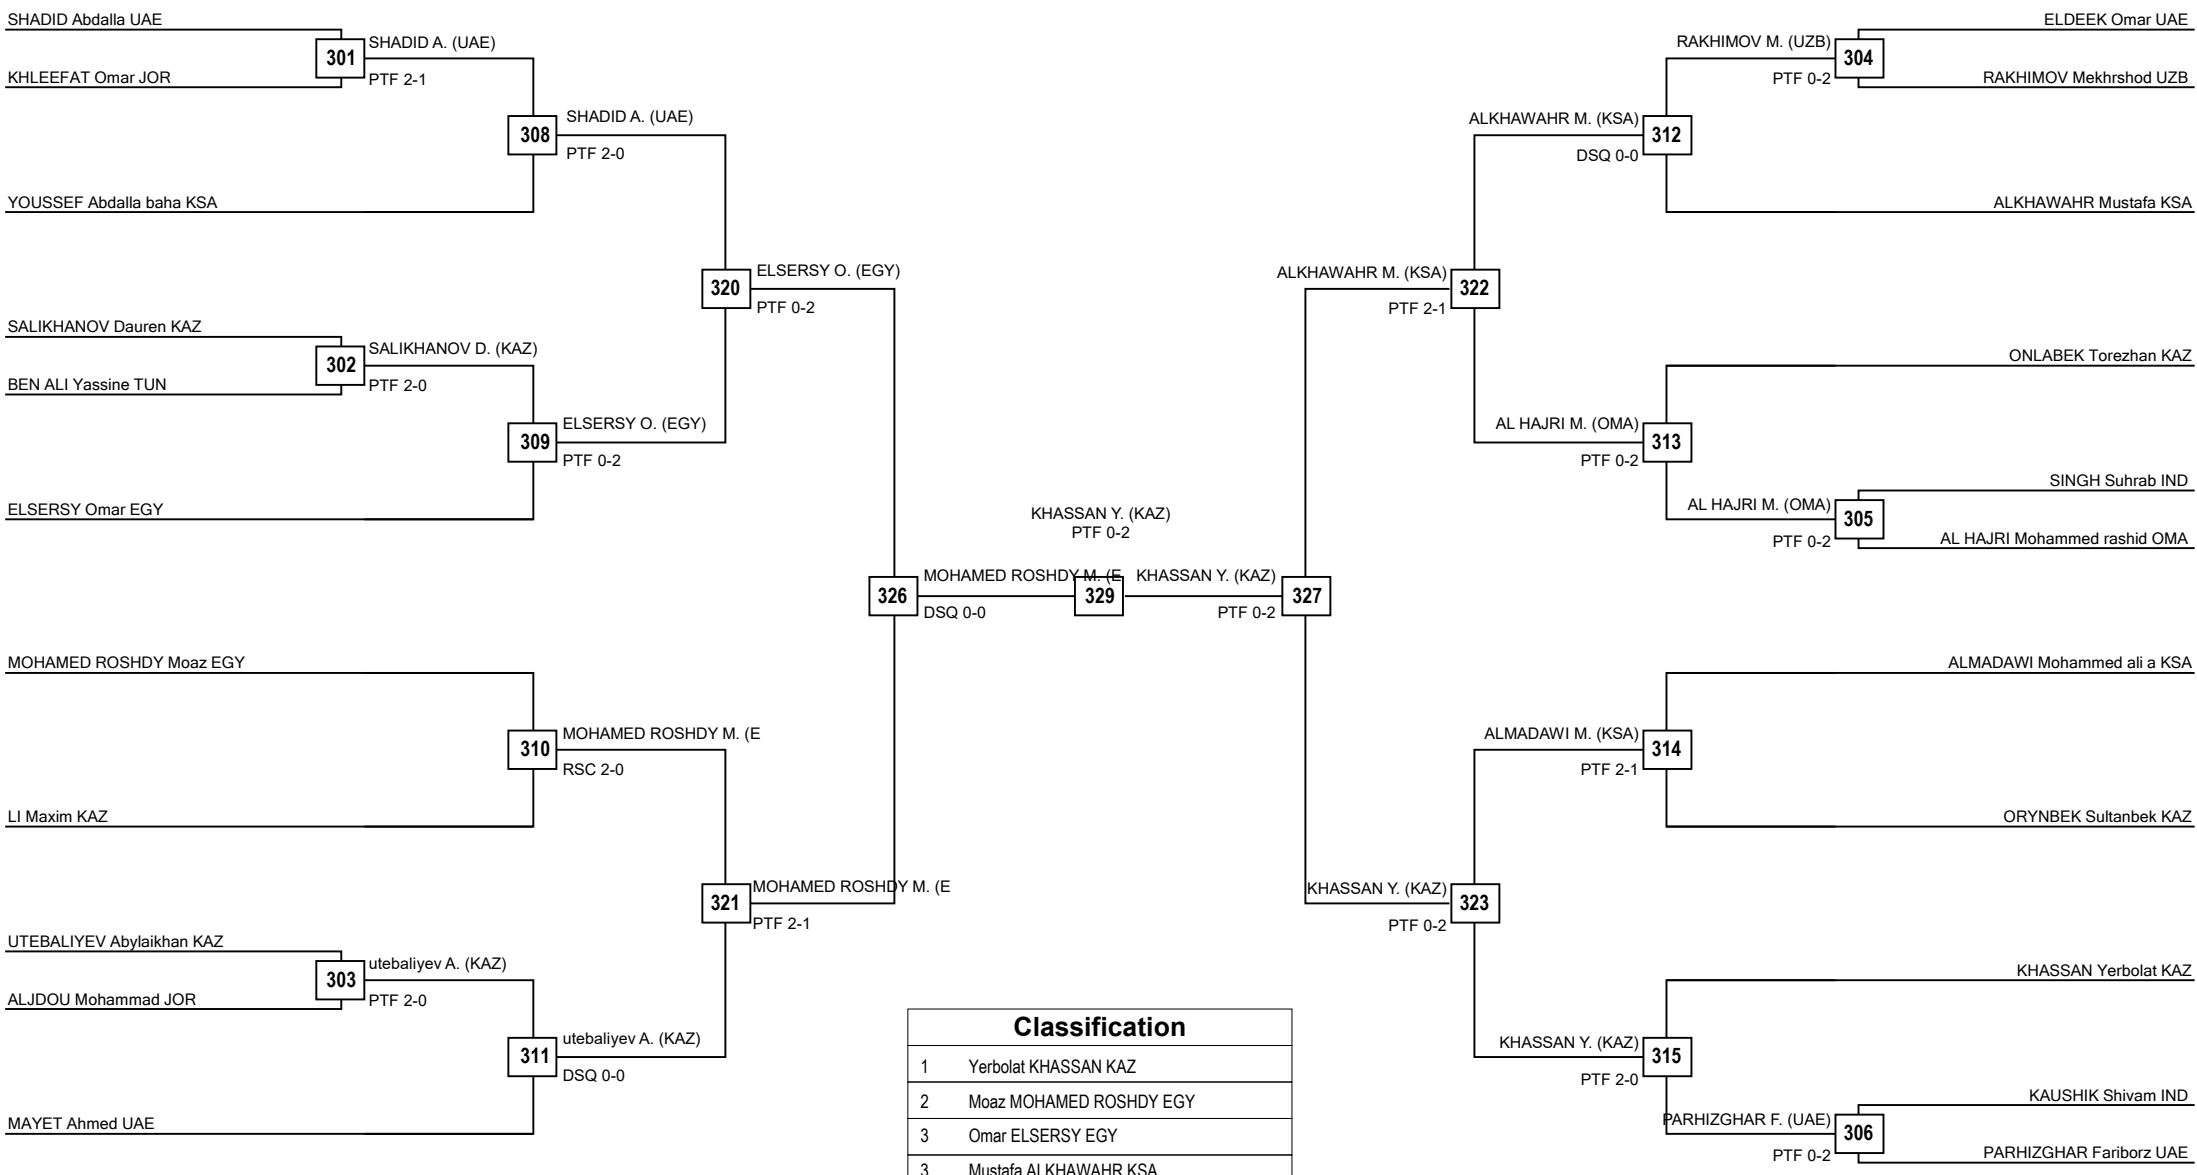 SHADID Abdalla UAE
301
SHADID A. (UAE)
KHLEEFAT Omar JOR
PTF 2-1
308
SHADID A. (UAE)
PTF 2-0
YOUSSEF Abdalla baha KSA
320
ELSERSY O. (EGY)
PTF 0-2
SALIKHANOV Dauren KAZ
302
SALIKHANOV D. (KAZ)
BEN ALI Yassine TUN
PTF 2-0
309
ELSERSY O. (EGY)
PTF 0-2
ELSERSY Omar EGY
326
MOHAMED ROSHDY M. (E
DSQ 0-0
MOHAMED ROSHDY Moaz EGY
310
MOHAMED ROSHDY M. (E
RSC 2-0
LI Maxim KAZ
321
MOHAMED ROSHDY M. (E
PTF 2-1
UTEBALIYEV Abylaikhan KAZ
303
utebaliyev A. (KAZ)
ALJDOU Mohammad JOR
PTF 2-0
311
utebaliyev A. (KAZ)
DSQ 0-0
MAYET Ahmed UAE
KHASSAN Y. (KAZ)
PTF 0-2
329
ELDEEK Omar UAE
RAKHIMOV M. (UZB)
304
PTF 0-2
RAKHIMOV Mekhrshod UZB
ALKHAWAHR M. (KSA)
312
DSQ 0-0
ALKHAWAHR Mustafa KSA
ALKHAWAHR M. (KSA)
322
PTF 2-1
ONLABEK Torezhan KAZ
AL HAJRI M. (OMA)
313
PTF 0-2
SINGH Suhrab IND
AL HAJRI M. (OMA)
305
PTF 0-2
AL HAJRI Mohammed rashid OMA
KHASSAN Y. (KAZ)
327
PTF 0-2
ALMADAWI Mohammed ali a KSA
ALMADAWI M. (KSA)
314
PTF 2-1
ORYNBEK Sultanbek KAZ
KHASSAN Y. (KAZ)
323
PTF 0-2
KHASSAN Yerbolat KAZ
KHASSAN Y. (KAZ)
315
PTF 2-0
KAUSHIK Shivam IND
PARHIZGHAR F. (UAE)
306
PTF 0-2
PARHIZGHAR Fariborz UAE
Classification
1 Yerbolat KHASSAN KAZ
2 Moaz MOHAMED ROSHDY EGY
3 Omar ELSERSY EGY
3 Mustafa ALKHAWAHR KSA